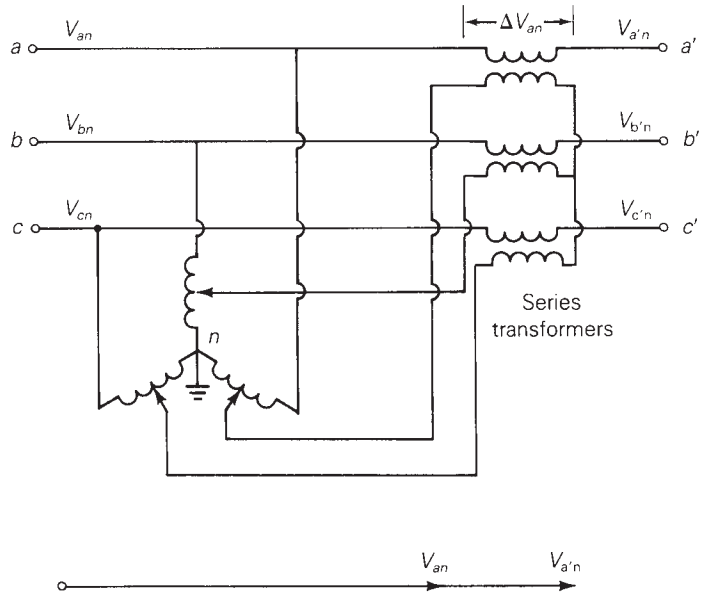 ΔVan
a Van Va'n a'
b Vbn Vb'n b'
c Vcn Vc'n c'
Series
transformers
n
Van Va'n